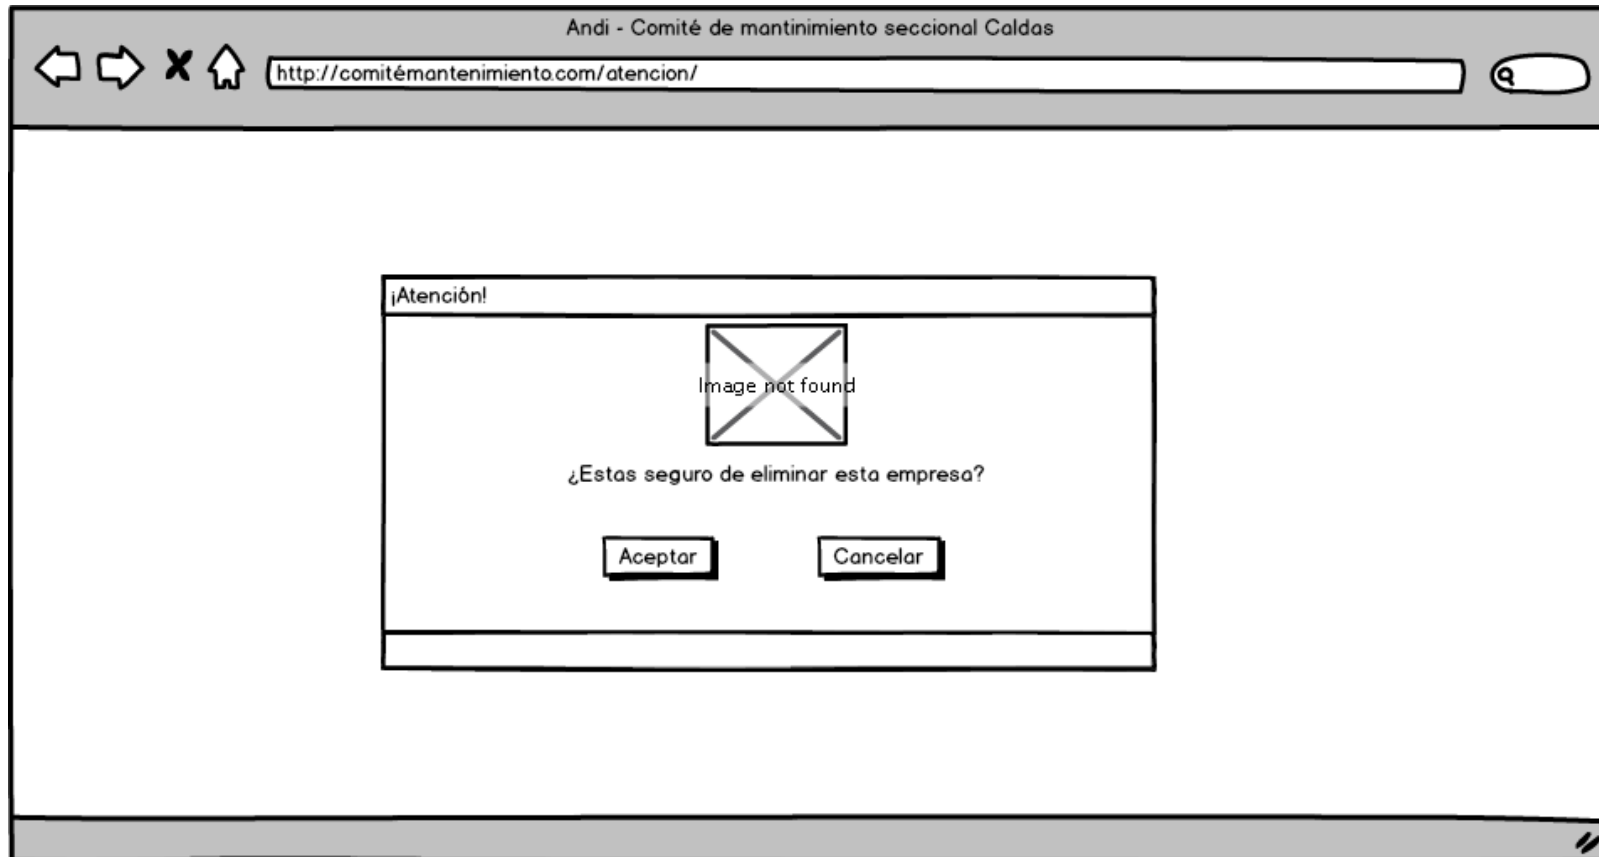 Andi - Comité de mantinimiento seccional Caldas
http://comitémantenimiento.com/atencion/
¡Atención!
Image not found
¿Estas seguro de eliminar esta empresa?
Aceptar
Cancelar